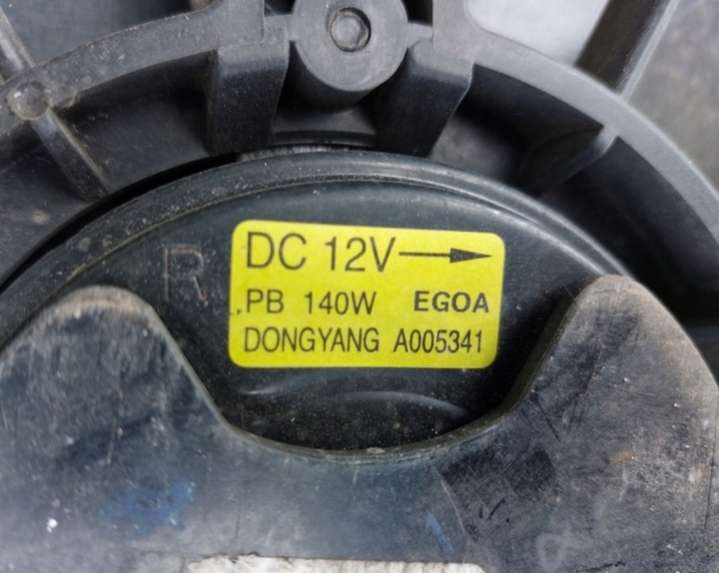 R
DC 12V →
PB 140W EGOA
DONGYANG A005341